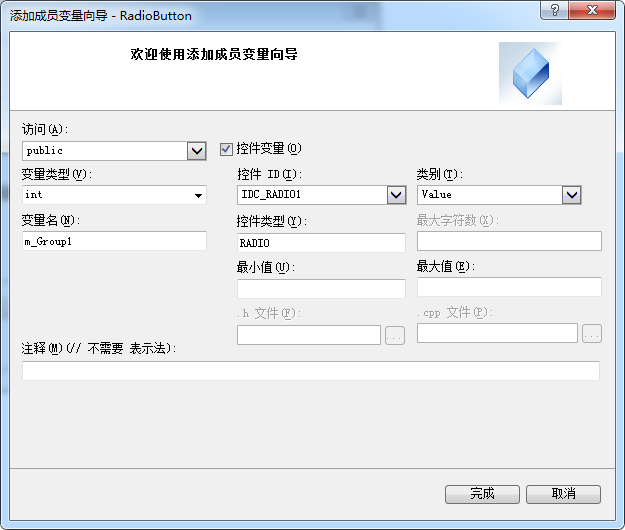 添加成员变量向导 - RadioButton
欢迎使用添加成员变量向导
访问(A):
public
控件变量(O)
变量类型(V):
控件 ID(I):
类别(T):
int
IDC_RADIO1
Value
变量名(N):
控件类型(Y):
最大字符数(X):
m_Group1
RADIO
最小值(U):
最大值(E):
.h 文件(F):
.cpp 文件(P):
...
...
注释(M)(// 不需要 表示法):
完成
取消